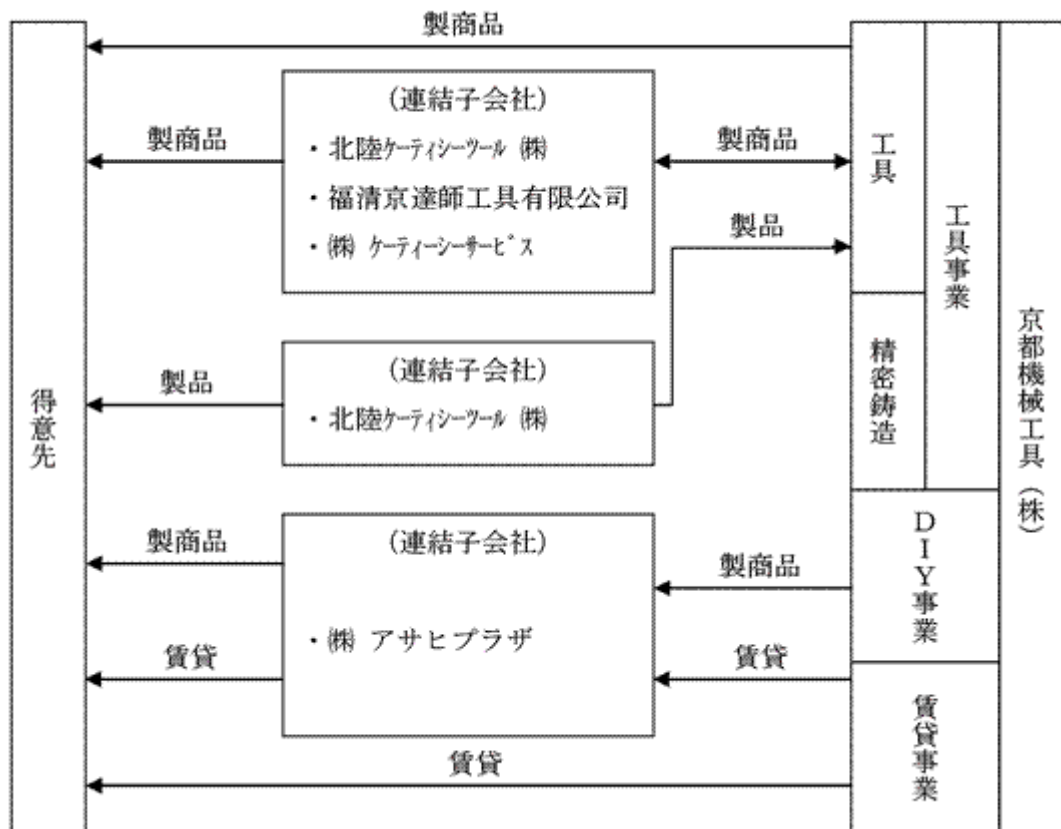 製商品
(連結子会社)
・北陸ケーティシーツール ㈱
・福清京達師工具有限公司
・㈱ ケーティーシーサービス
製商品
製商品
製品
(連結子会社)
・北陸ケーティシーツール ㈱
製品
(連結子会社)
・㈱ アサヒプラザ
製商品
製商品
賃貸
賃貸
賃貸
得意先
工具
精密鋳造
工具事業
DIY事業
賃貸事業
京都機械工具(株)